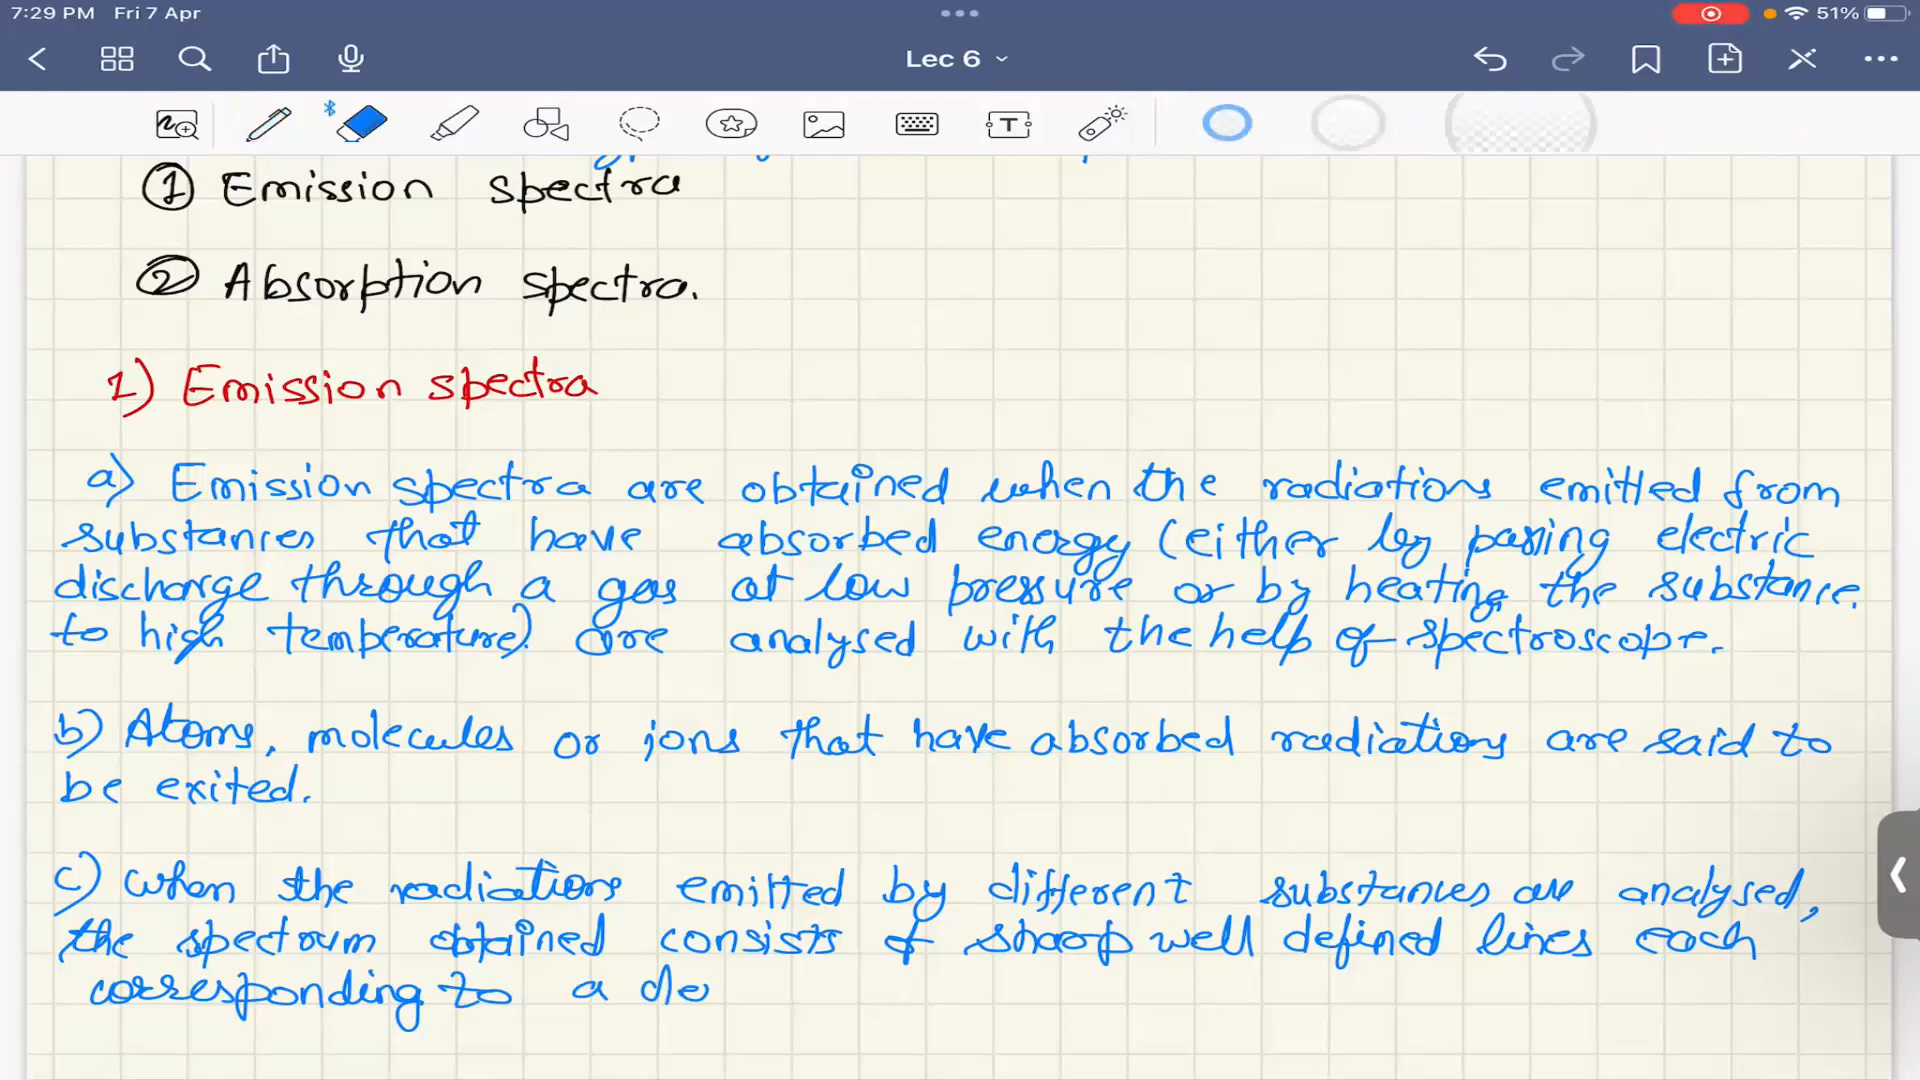 7:29 PM Fri 7 Apr
51%
Lec 6
① Emission spectra
② Absorption spectra.
1) Emission spectra
a) Emission spectra are obtained when the radiations emitted from
substances that have absorbed energy (either by passing electric
discharge through a gas at low pressure or by heating the substance.
to high temperature) are analysed with the help of spectroscope.
b) Atoms, molecules or ions that have absorbed radiations are said to
be exited.
c) when the radiations emitted by different substances are analysed,
the spectrum obtained consists of sharp well defined lines each
corresponding to a de